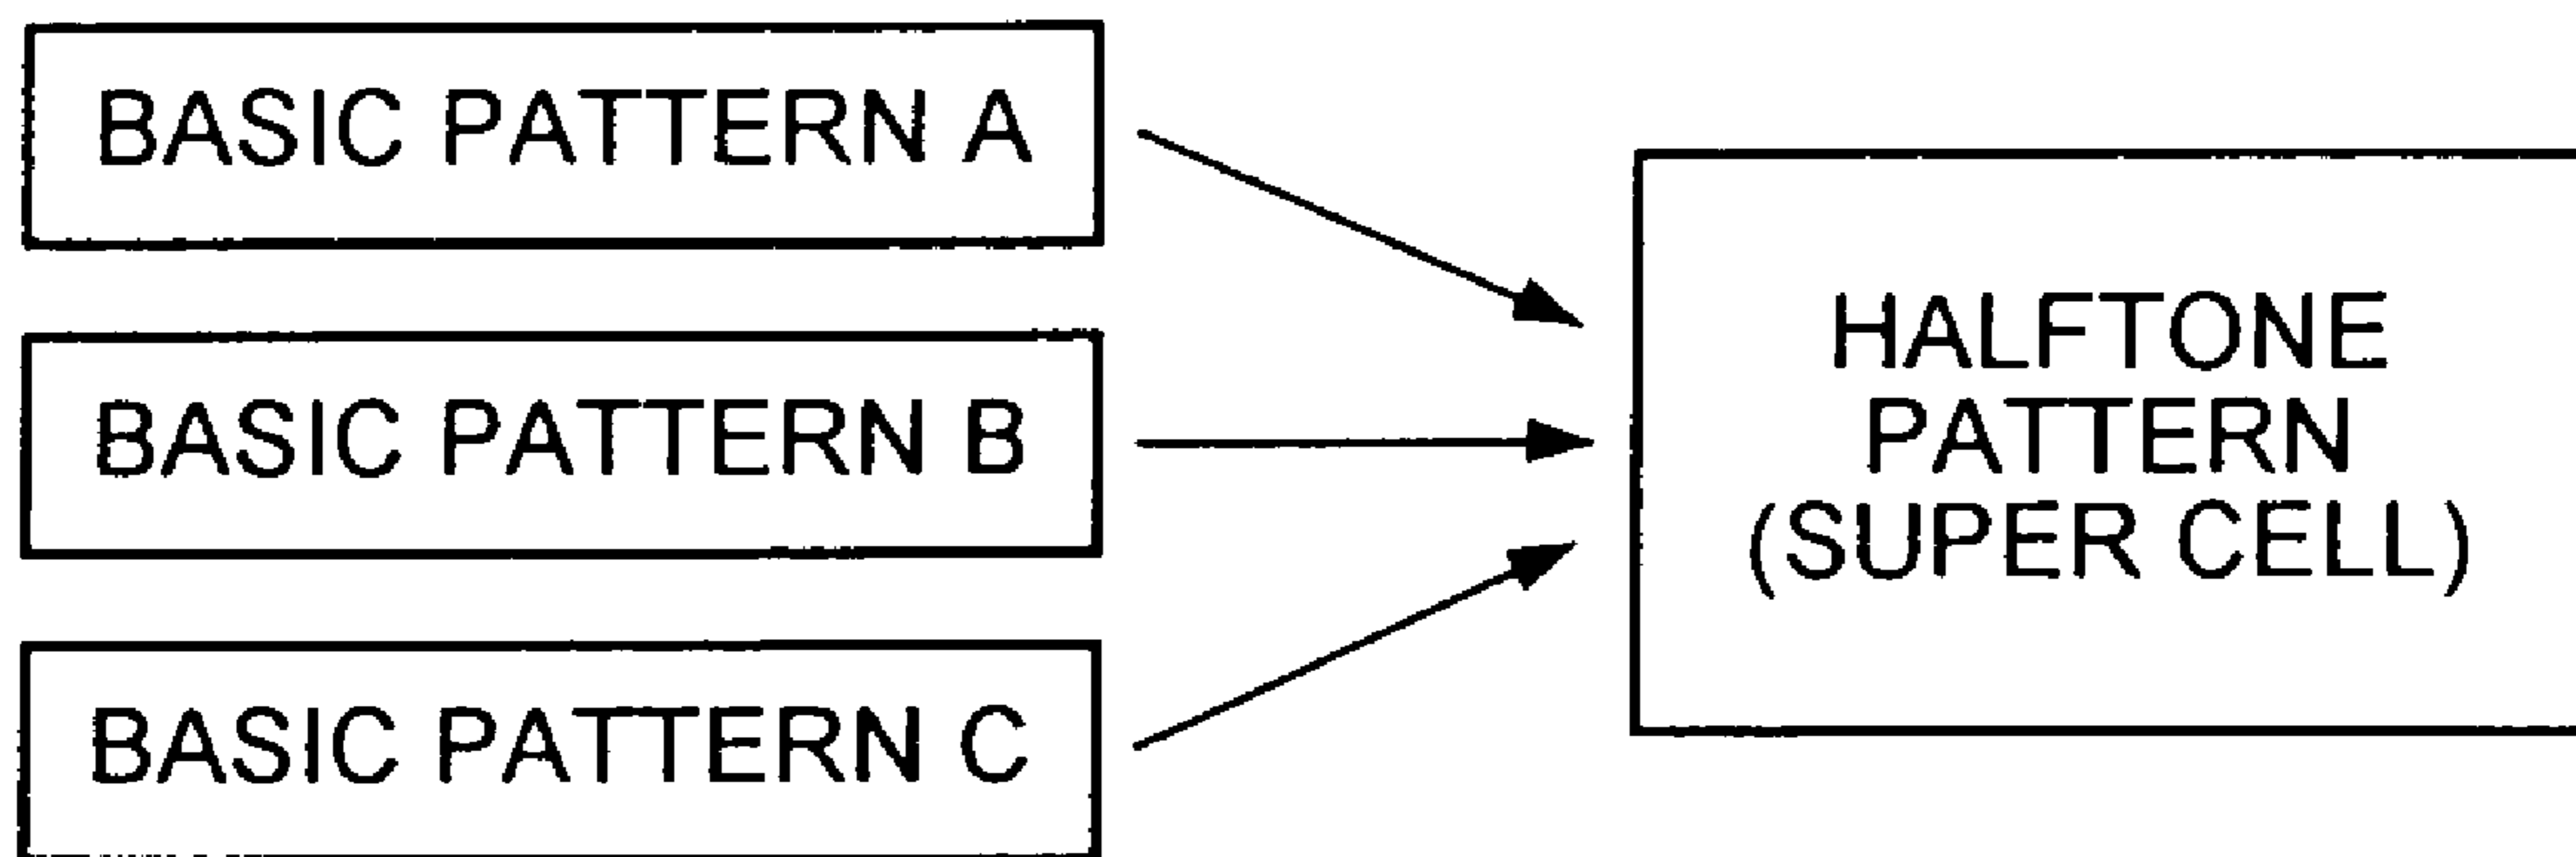 BASIC PATTERN A
BASIC PATTERN B
BASIC PATTERN C
HALFTONE
PATTERN
(SUPER CELL)